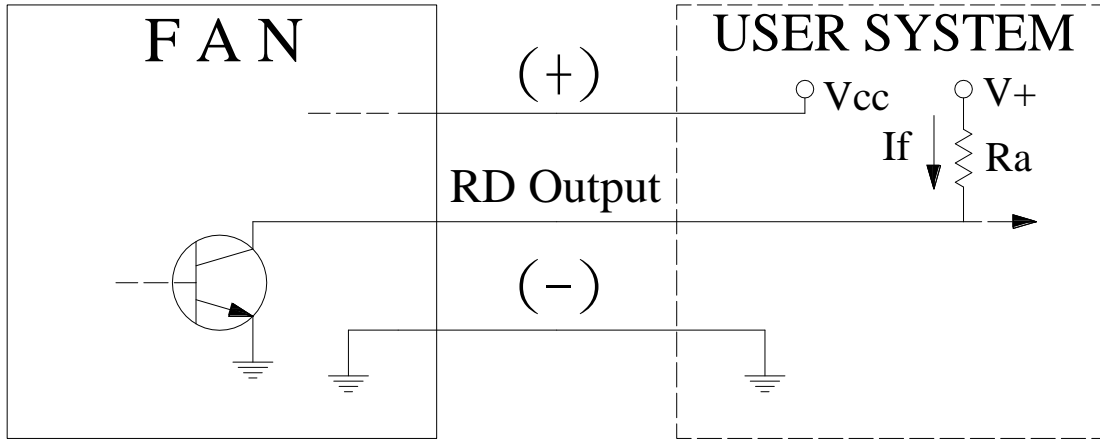 F A N
USER SYSTEM
(+)
Vcc
V+
If
Ra
RD Output
(−)